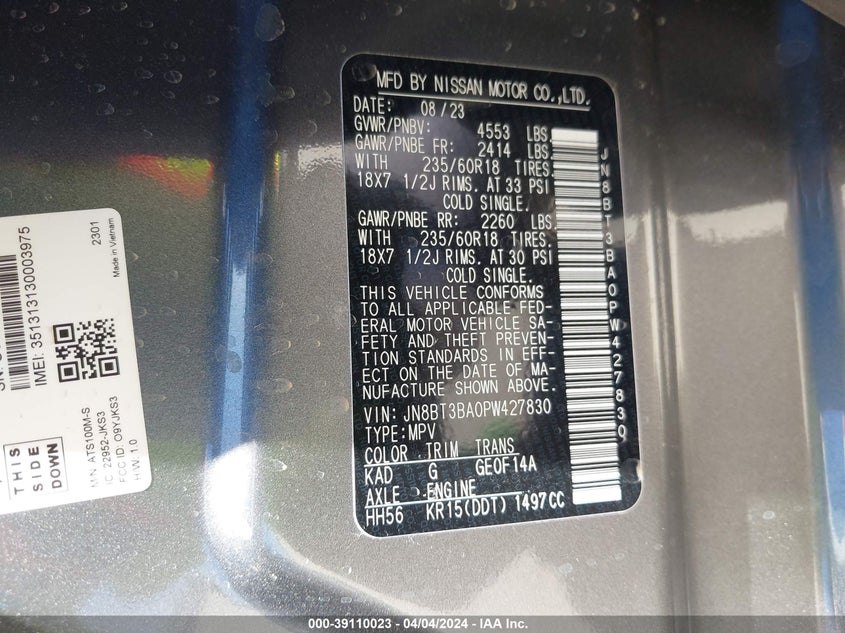 MFD BY NISSAN MOTOR CO.,LTD.
DATE: 08/23
GVWR/PNBV: 4553 LBS
GAWR/PNBE FR: 2414 LBS.
WITH 235/60R18 TIRES.
18X7 1/2J RIMS. AT 33 PSI
COLD SINGLE.
GAWR/PNBE RR: 2260 LBS.
WITH 235/60R18 TIRES.
18X7 1/2J RIMS. AT 30 PSI
COLD SINGLE.
THIS VEHICLE CONFORMS
TO ALL APPLICABLE FED-
ERAL MOTOR VEHICLE SA-
FETY AND THEFT PREVEN-
TION STANDARDS IN EFF-
ECT ON THE DATE OF MA-
NUFACTURE SHOWN ABOVE.
VIN: JN8BT3BA0PW427830
TYPE:MPV
COLOR TRIM TRANS
KAD G GE0F14A
AXLE ENGINE
HH56 KR15(DDT) 1497CC
JN8BT3BA0PW427830
IMEI: 351313130003975
2301
Made in Vietnam
THIS
SIDE
DOWN
M/N: ATS100M-S
IC: 22952-JKS3
FCC ID: O9YJKS3
H/W: 1.0
000-39110023 - 04/04/2024 - IAA Inc.